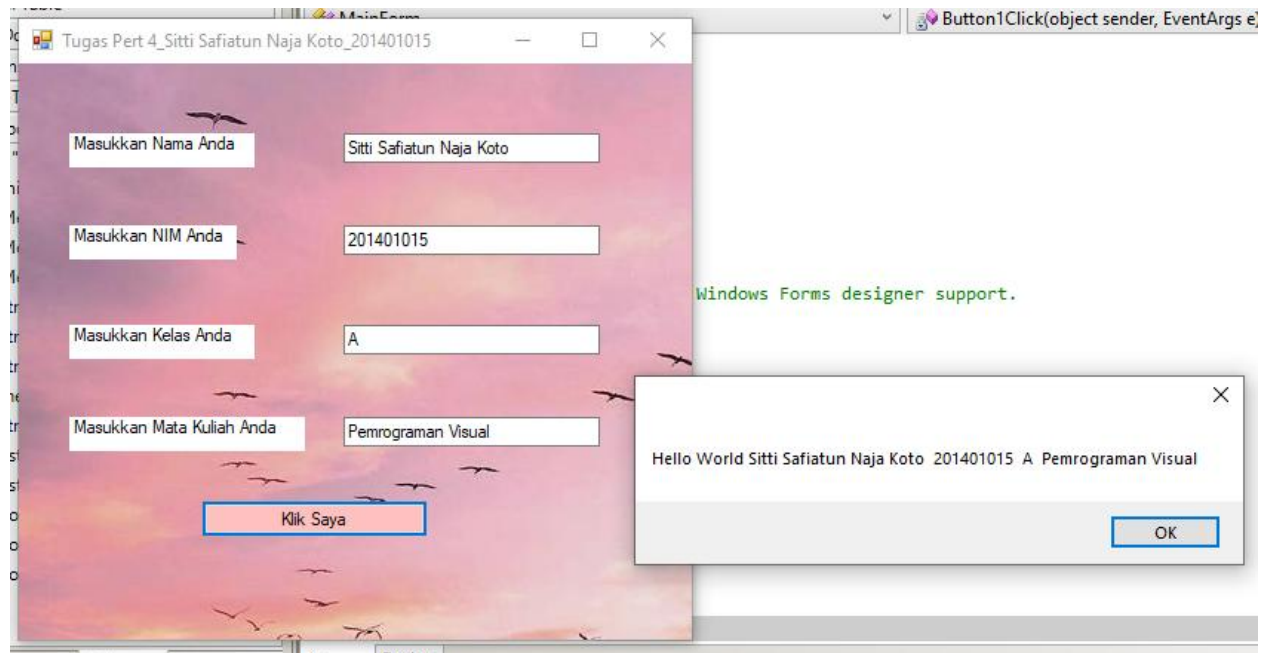 MainForm
Button1Click(object sender, EventArgs e)
Tugas Pert 4_Sitti Safiatun Naja Koto_201401015
Masukkan Nama Anda
Sitti Safiatun Naja Koto
Masukkan NIM Anda
201401015
Windows Forms designer support.
Masukkan Kelas Anda
A
Masukkan Mata Kuliah Anda
Pemrograman Visual
Hello World Sitti Safiatun Naja Koto  201401015  A  Pemrograman Visual
Klik Saya
OK